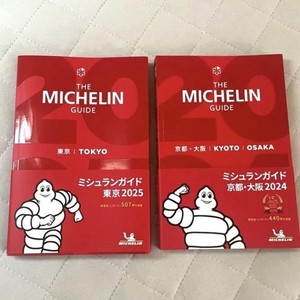 THE
MICHELIN
GUIDE
東京 | TOKYO
ミシュランガイド
東京 2025
MICHELIN
THE
MICHELIN
GUIDE
京都・大阪 | KYOTO | OSAKA
ミシュランガイド
京都・大阪 2024
MICHELIN